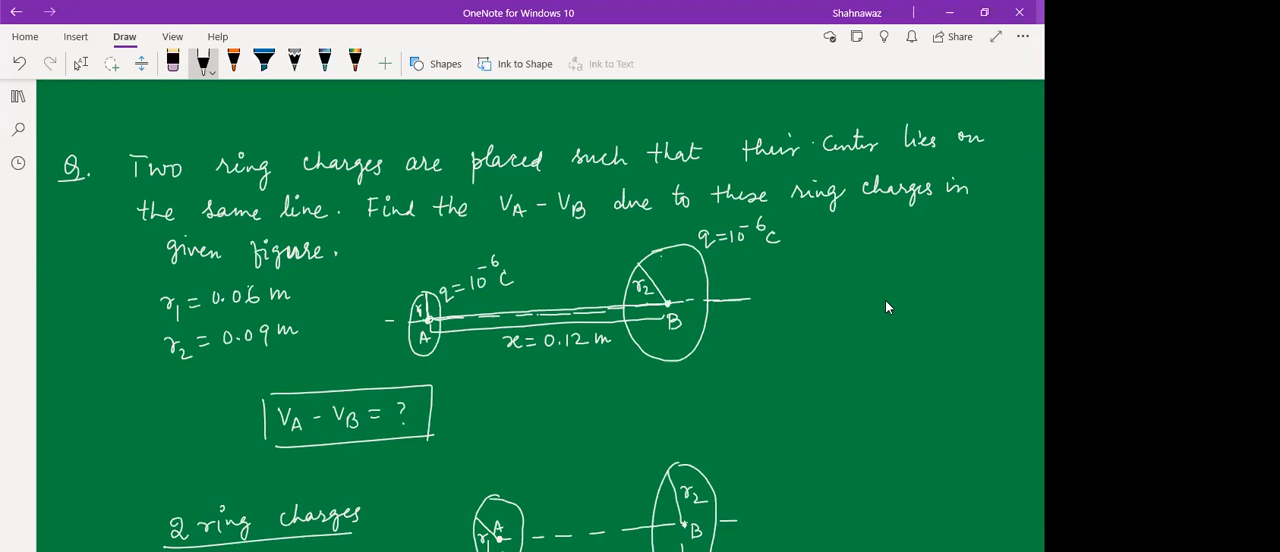 OneNote for Windows 10
Shahnawaz
Home Insert Draw View Help
Share
Shapes Ink to Shape Ink to Text
Q. Two ring charges are placed such that their center lies on
the same line. Find the VA - VB due to these ring charges in
given figure.
r1 = 0.06 m
r2 = 0.09 m
q = 10^-6 C
q = 10^-6 C
r1
r2
A
B
x = 0.12 m
VA - VB = ?
2 ring charges
r1
A
r2
B